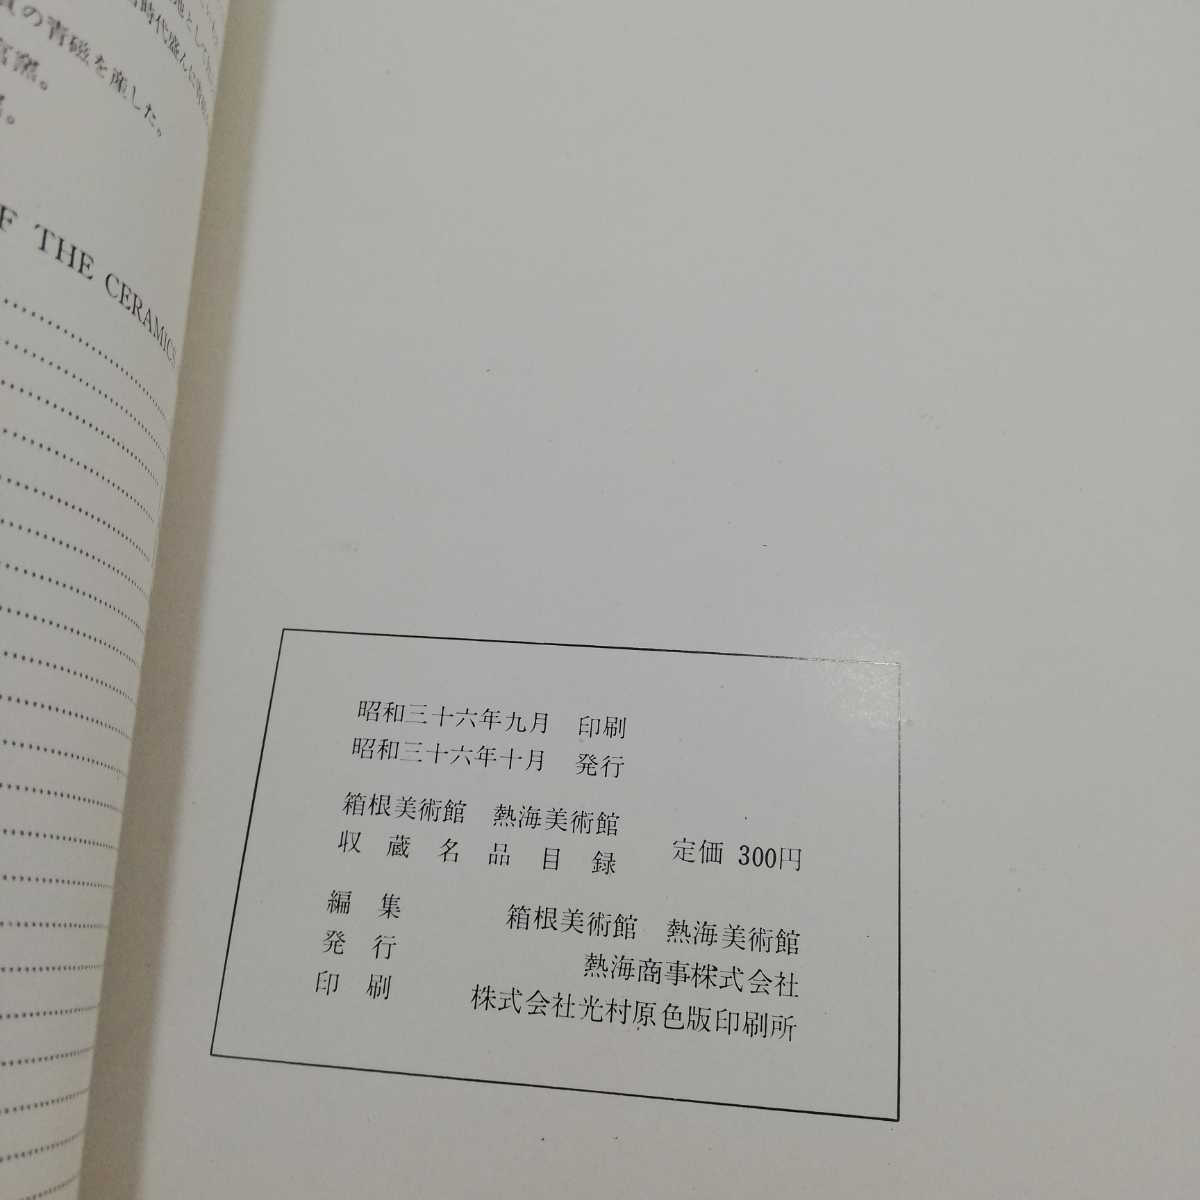 の青磁を産した。
官窯。
THE CERAMICS
昭和三十六年九月　印刷
昭和三十六年十月　発行
箱根美術館　熱海美術館
収蔵名品目録　定価 300円
編集　箱根美術館　熱海美術館
発行　熱海商事株式会社
印刷　株式会社光村原色版印刷所